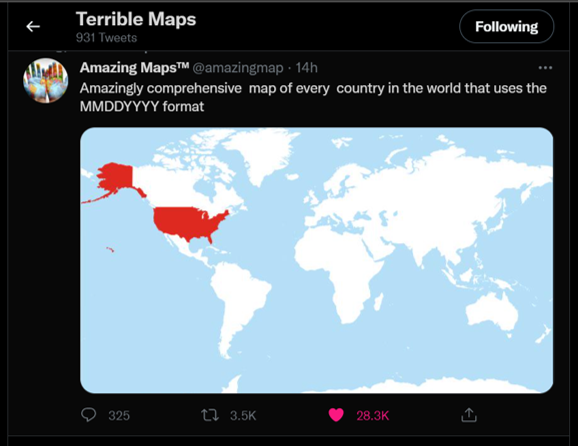 Terrible Maps
931 Tweets
Following
Amazing Maps™ @amazingmap · 14h
Amazingly comprehensive map of every country in the world that uses the
MMDDYYYY format
325
3.5K
28.3K